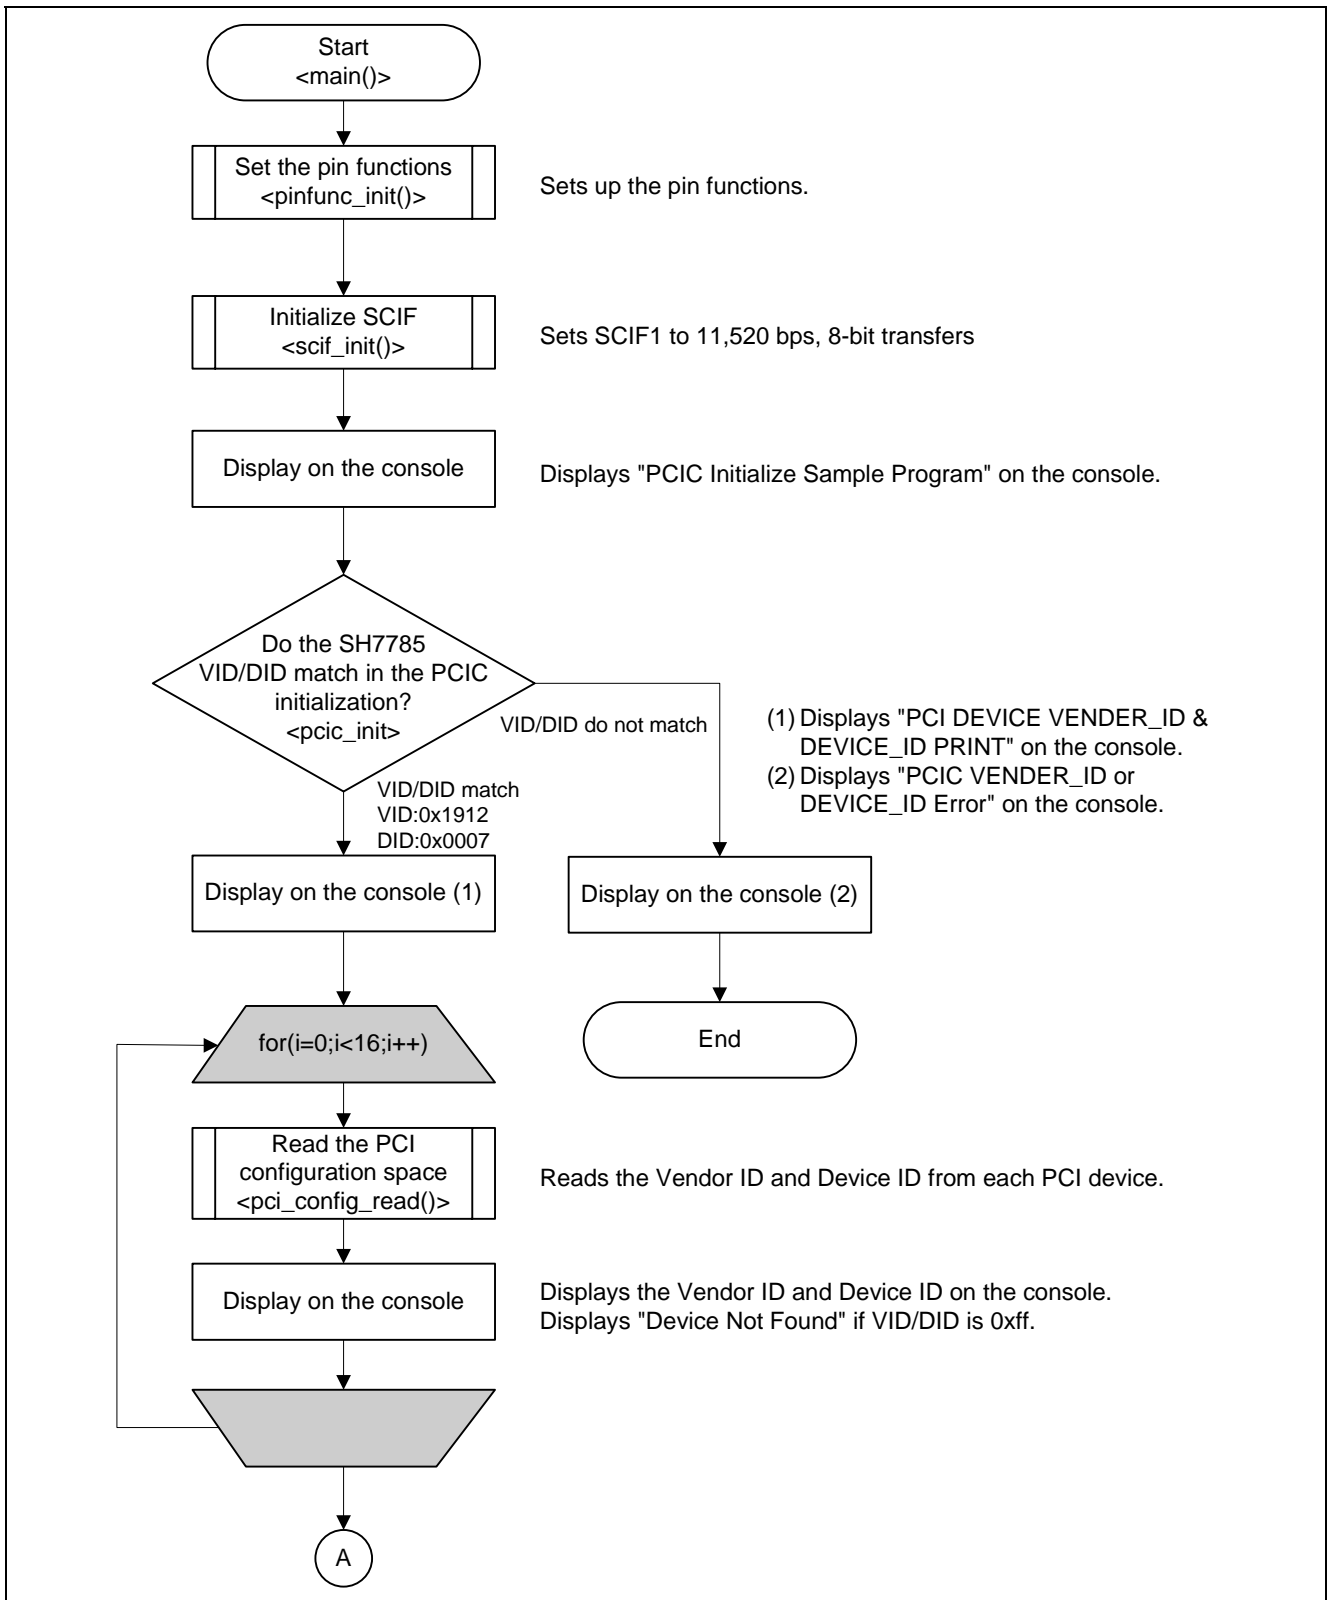 Start
<main()>
Set the pin functions
<pinfunc_init()>
Sets up the pin functions.
Initialize SCIF
<scif_init()>
Sets SCIF1 to 11,520 bps, 8-bit transfers
Display on the console
Displays "PCIC Initialize Sample Program" on the console.
Do the SH7785
VID/DID match in the PCIC
initialization?
<pcic_init>
VID/DID do not match
(1) Displays "PCI DEVICE VENDER_ID &
DEVICE_ID PRINT" on the console.
(2) Displays "PCIC VENDER_ID or
DEVICE_ID Error" on the console.
VID/DID match
VID:0x1912
DID:0x0007
Display on the console (1)
Display on the console (2)
End
for(i=0;i<16;i++)
Read the PCI
configuration space
<pci_config_read()>
Reads the Vendor ID and Device ID from each PCI device.
Display on the console
Displays the Vendor ID and Device ID on the console.
Displays "Device Not Found" if VID/DID is 0xff.
A